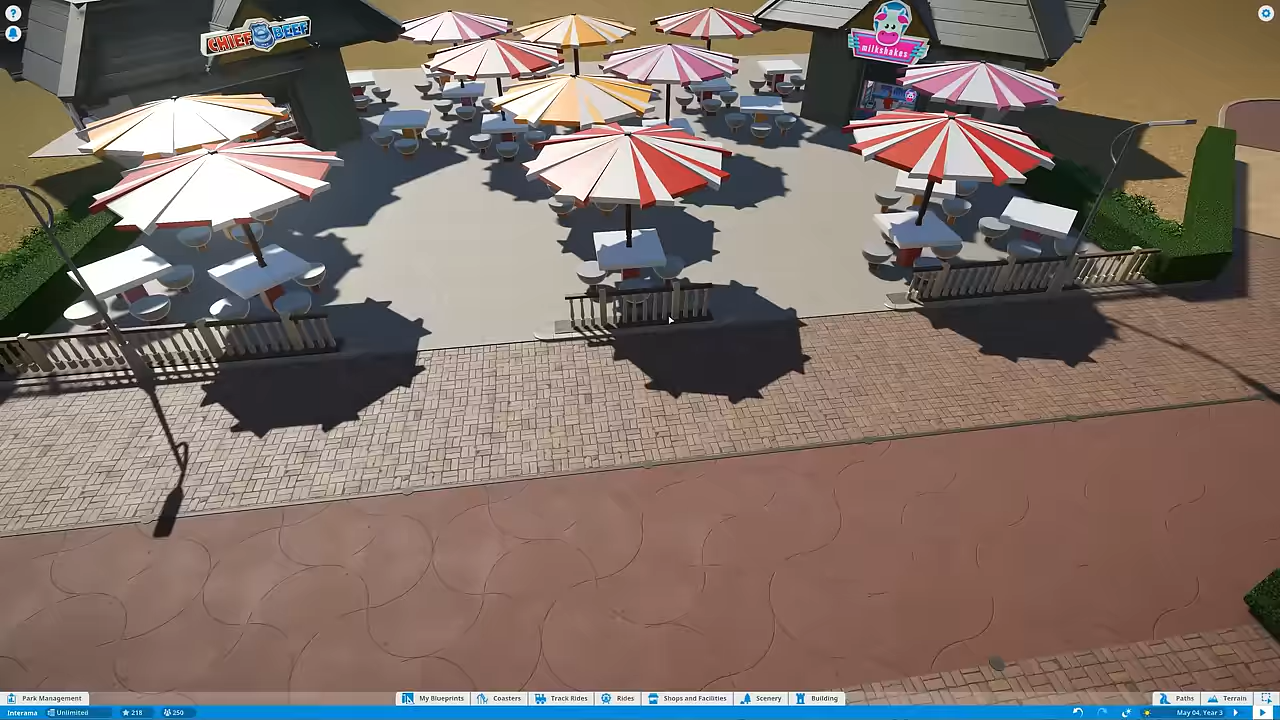 ?
CHIEF BEEF
milkshakes
Park Management
My Blueprints
Coasters
Track Rides
Rides
Shops and Facilities
Scenery
Building
Paths
Terrain
Interama
Unlimited
218
250
May 04, Year 3